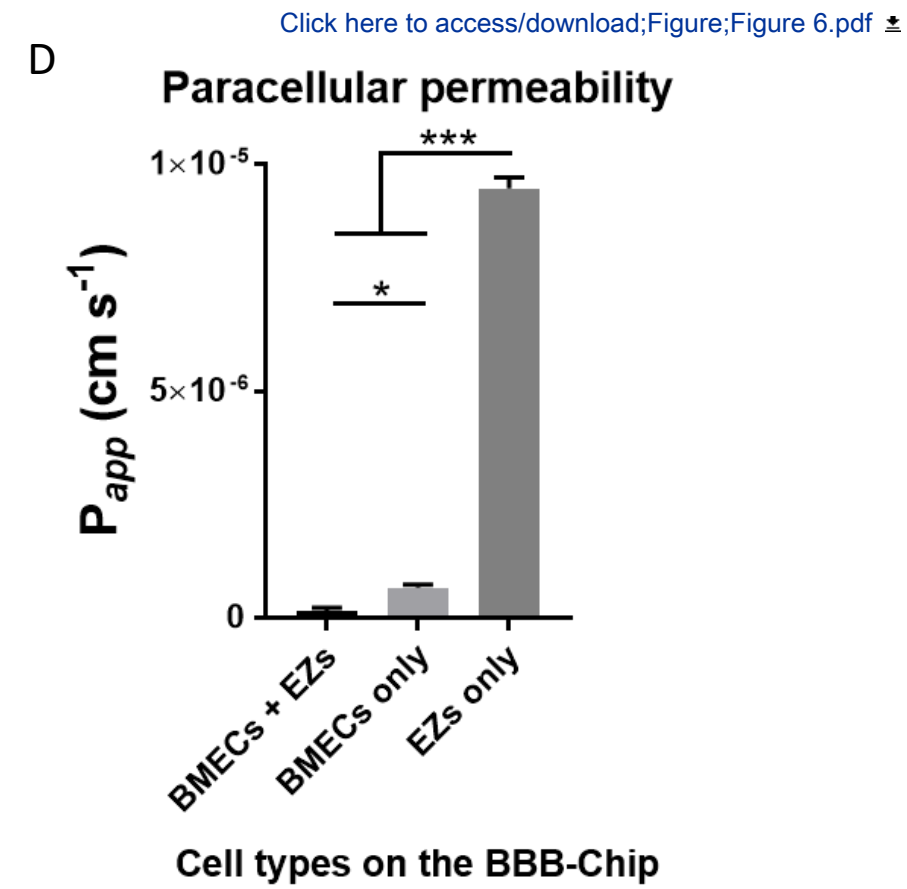 Click here to access/download;Figure;Figure 6.pdf
D
Paracellular permeability
***
1×10⁻⁵
*
5×10⁻⁶
0
Papp (cm s⁻¹)
BMECs + EZs
BMECs only
EZs only
Cell types on the BBB-Chip